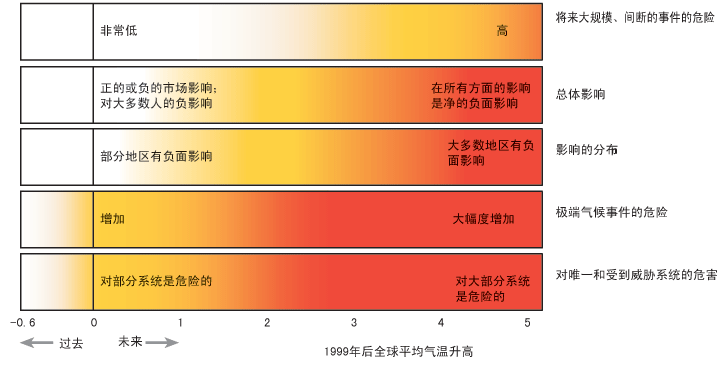 非常低
高
将来大规模、间断的事件的危险
正的或负的市场影响;
对大多数人的负影响
在所有方面的影响
是净的负面影响
总体影响
部分地区有负面影响
大多数地区有负
面影响
影响的分布
增加
大幅度增加
极端气候事件的危险
对部分系统是危险的
对大部分系统
是危险的
对唯一和受到威胁系统的危害
-0.6 0 1 2 3 4 5
过去 未来
1999年后全球平均气温升高